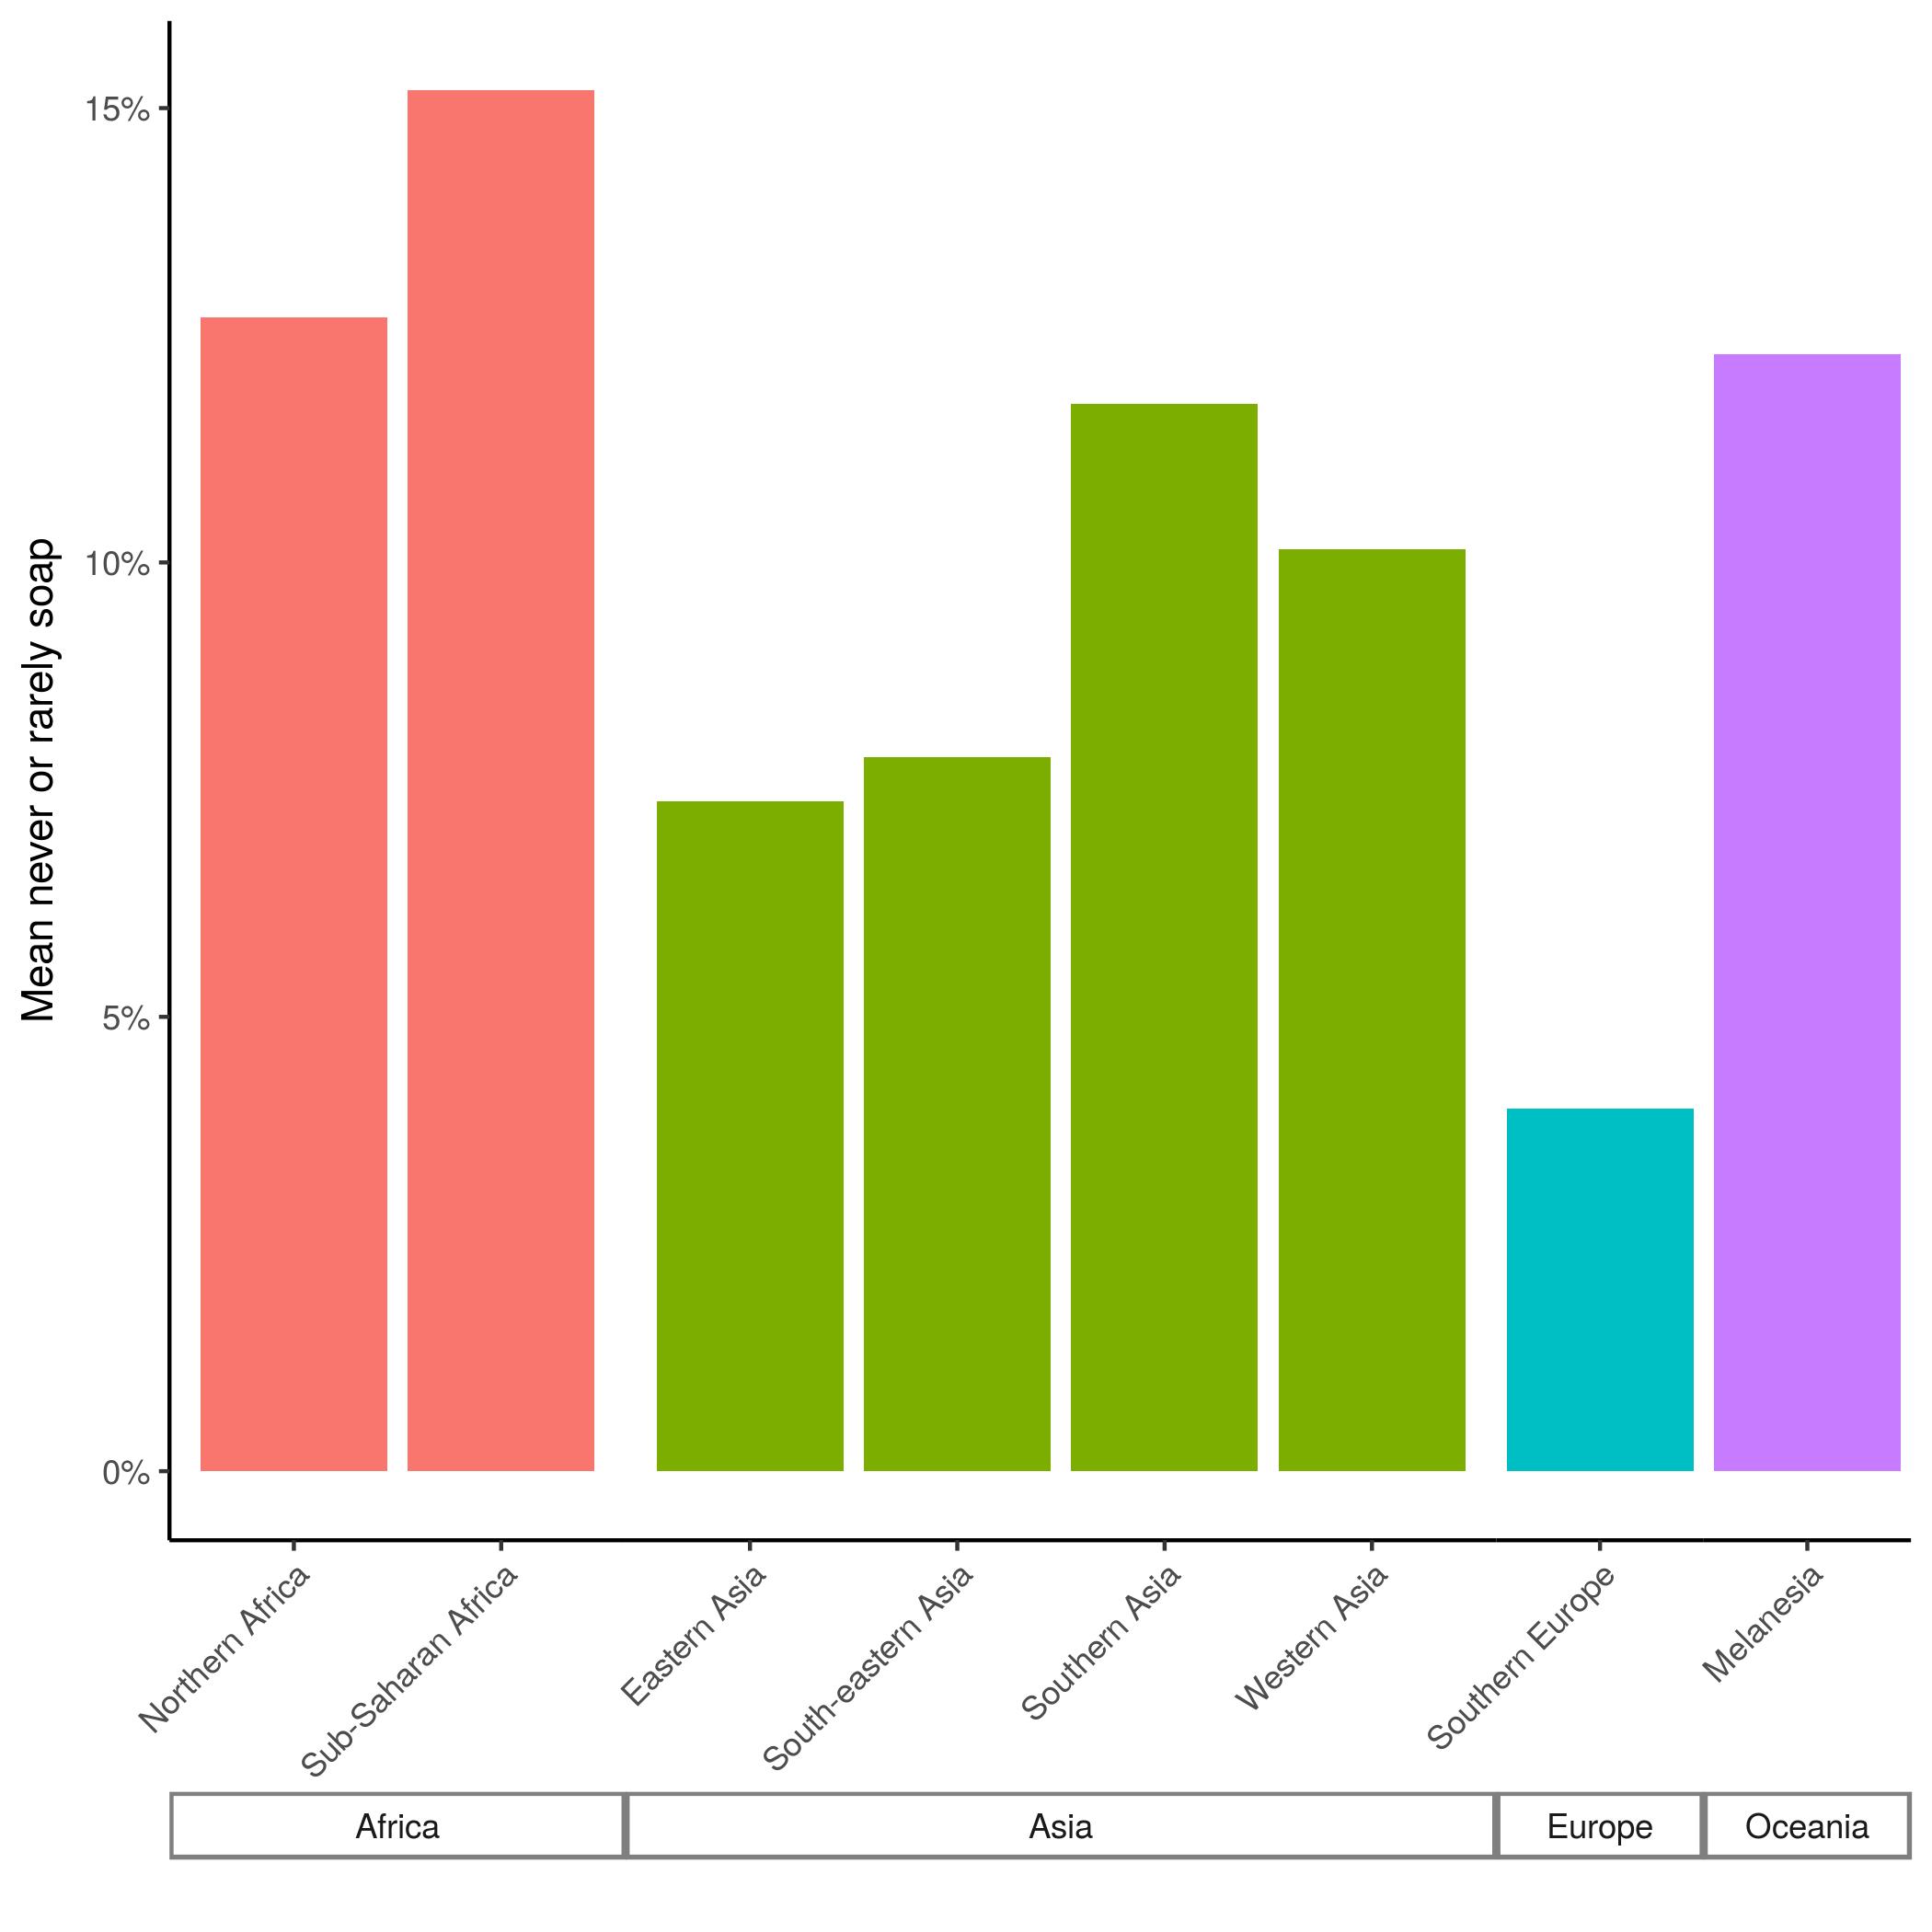 Mean never or rarely soap
15%
10%
5%
0%
Northern Africa
Sub-Saharan Africa
Eastern Asia
South-eastern Asia
Southern Asia
Western Asia
Southern Europe
Melanesia
Africa
Asia
Europe
Oceania